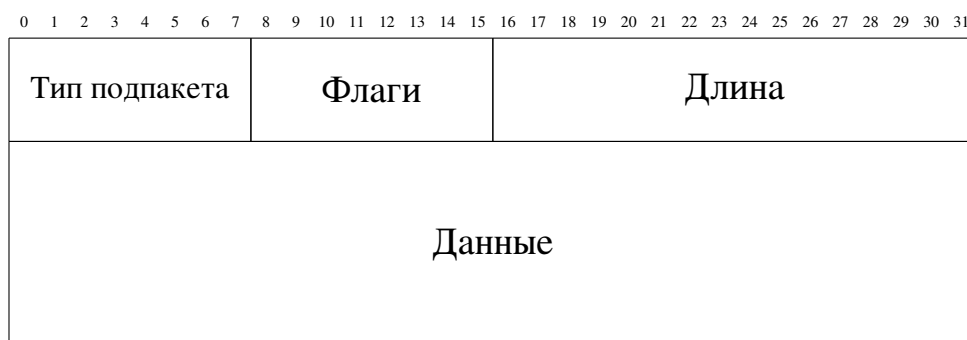 0 1 2 3 4 5 6 7 8 9 10 11 12 13 14 15 16 17 18 19 20 21 22 23 24 25 26 27 28 29 30 31
Тип подпакета Флаги Длина
Данные